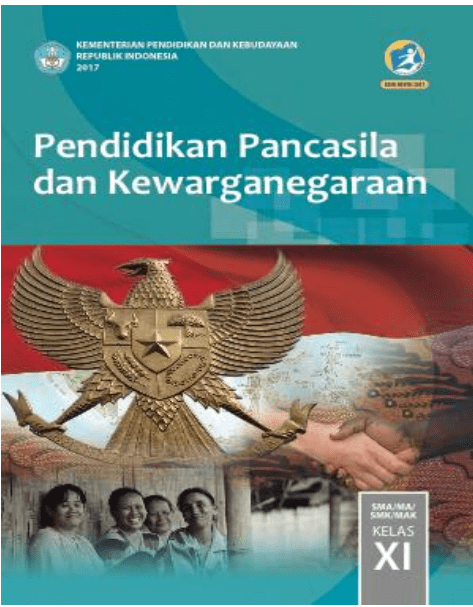 KEMENTERIAN PENDIDIKAN DAN KEBUDAYAAN
REPUBLIK INDONESIA
2017
Pendidikan Pancasila
dan Kewarganegaraan
SMA/MA/
SMK/MAK
KELAS
XI